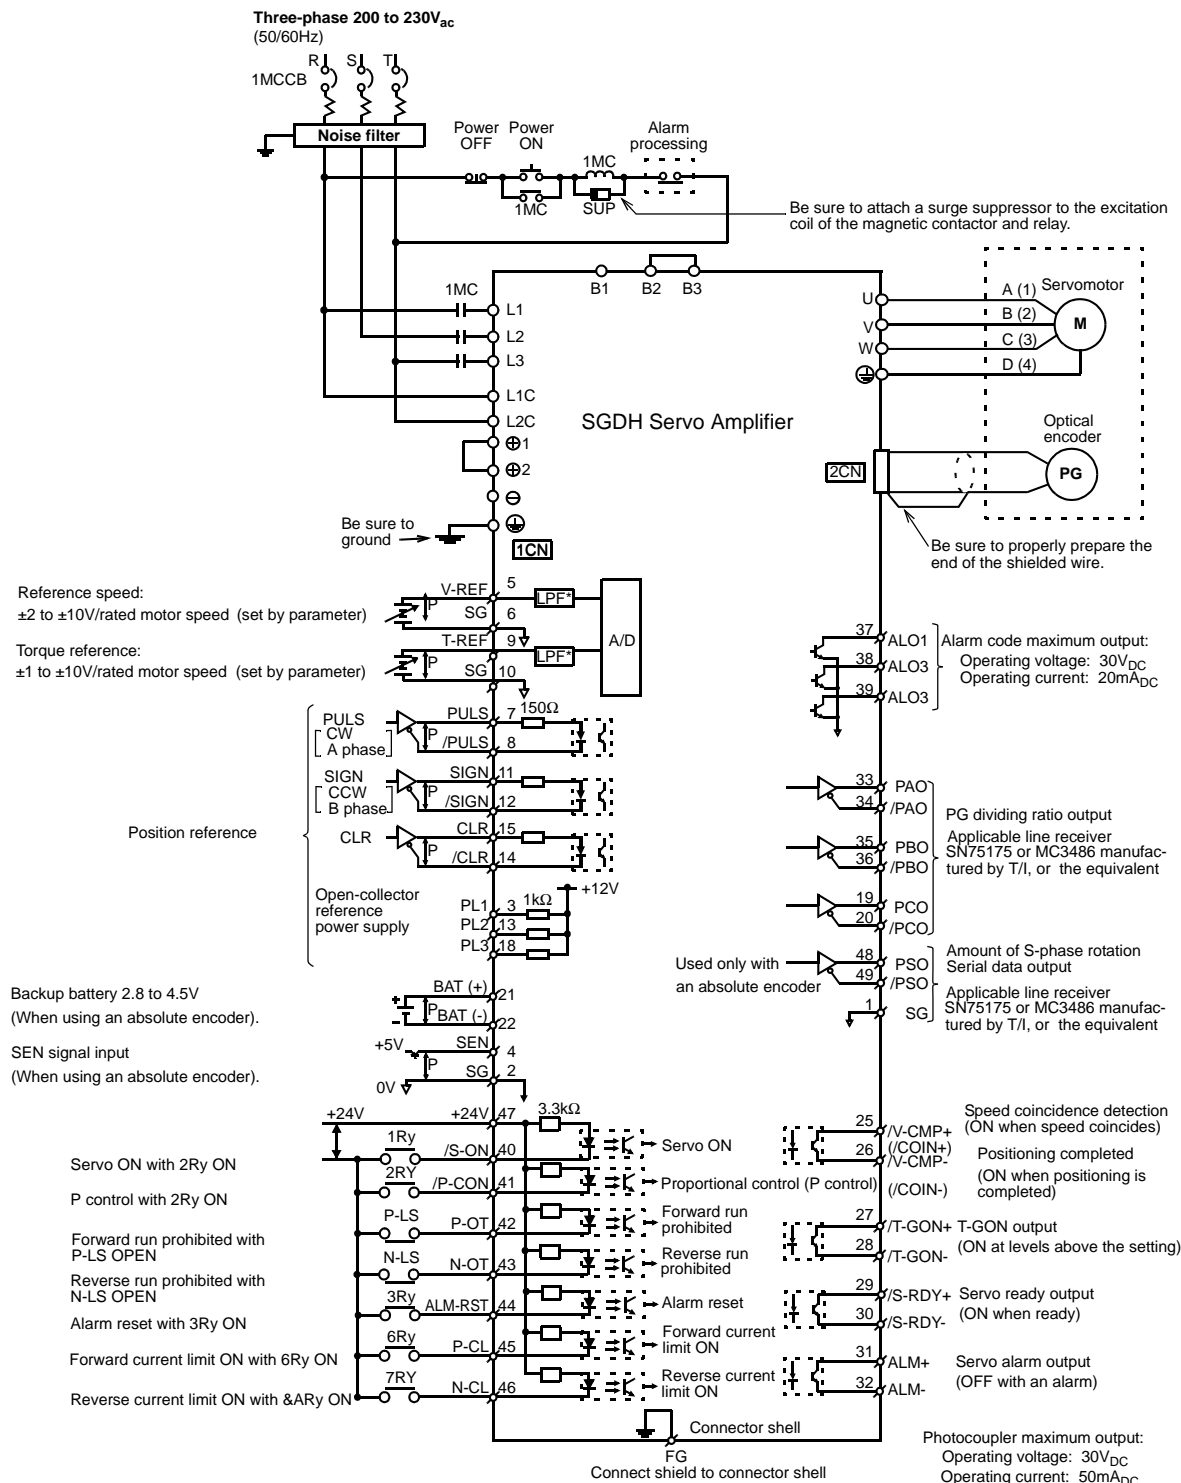 Three-phase 200 to 230Vac
(50/60Hz)
R S T
1MCCB
Noise filter
Power OFF
Power ON
Alarm processing
1MC
1MC
SUP
Be sure to attach a surge suppressor to the excitation
coil of the magnetic contactor and relay.
B1 B2 B3
1MC
L1
L2
L3
L1C
L2C
⊕1
⊕2
⊖
Be sure to
ground
1CN
SGDH Servo Amplifier
U
V
W
A (1)
B (2)
C (3)
D (4)
Servomotor
M
Optical
encoder
PG
2CN
Be sure to properly prepare the
end of the shielded wire.
Reference speed:
±2 to ±10V/rated motor speed (set by parameter)
V-REF 5
P
SG 6
LPF*
Torque reference:
±1 to ±10V/rated motor speed (set by parameter)
T-REF 9
P
SG 10
LPF*
A/D
Position reference
PULS
CW
A phase
P
PULS 7
/PULS 8
150Ω
SIGN
CCW
B phase
P
SIGN 11
/SIGN 12
CLR
P
CLR 15
/CLR 14
Open-collector
reference
power supply
+12V
PL1 3 1kΩ
PL2 13
PL3 18
Backup battery 2.8 to 4.5V
(When using an absolute encoder).
+
-
P
BAT (+) 21
BAT (-) 22
SEN signal input
(When using an absolute encoder).
+5V
0V
P
SEN 4
SG 2
+24V
+24V 47 3.3kΩ
Servo ON with 2Ry ON
1Ry
/S-ON 40
Servo ON
P control with 2Ry ON
2RY
/P-CON 41
Proportional control (P control)
Forward run prohibited with
P-LS OPEN
P-LS
P-OT 42
Forward run
prohibited
Reverse run prohibited with
N-LS OPEN
N-LS
N-OT 43
Reverse run
prohibited
Alarm reset with 3Ry ON
3Ry
ALM-RST 44
Alarm reset
Forward current limit ON with 6Ry ON
6Ry
P-CL 45
Forward current
limit ON
Reverse current limit ON with &ARy ON
7RY
N-CL 46
Reverse current
limit ON
37 ALO1
38 ALO3
39 ALO3
Alarm code maximum output:
Operating voltage: 30VDC
Operating current: 20mADC
33 PAO
34 /PAO
35 PBO
36 /PBO
19 PCO
20 /PCO
PG dividing ratio output
Applicable line receiver
SN75175 or MC3486 manufac-
tured by T/I, or the equivalent
Used only with
an absolute encoder
48 PSO
49 /PSO
1 SG
Amount of S-phase rotation
Serial data output
Applicable line receiver
SN75175 or MC3486 manufac-
tured by T/I, or the equivalent
25 /V-CMP+
(/COIN+)
26 /V-CMP-
(/COIN-)
Speed coincidence detection
(ON when speed coincides)
Positioning completed
(ON when positioning is
completed)
27 /T-GON+
28 /T-GON-
T-GON output
(ON at levels above the setting)
29 /S-RDY+
30 /S-RDY-
Servo ready output
(ON when ready)
31 ALM+
32 ALM-
Servo alarm output
(OFF with an alarm)
Connector shell
FG
Connect shield to connector shell
Photocoupler maximum output:
Operating voltage: 30VDC
Operating current: 50mADC